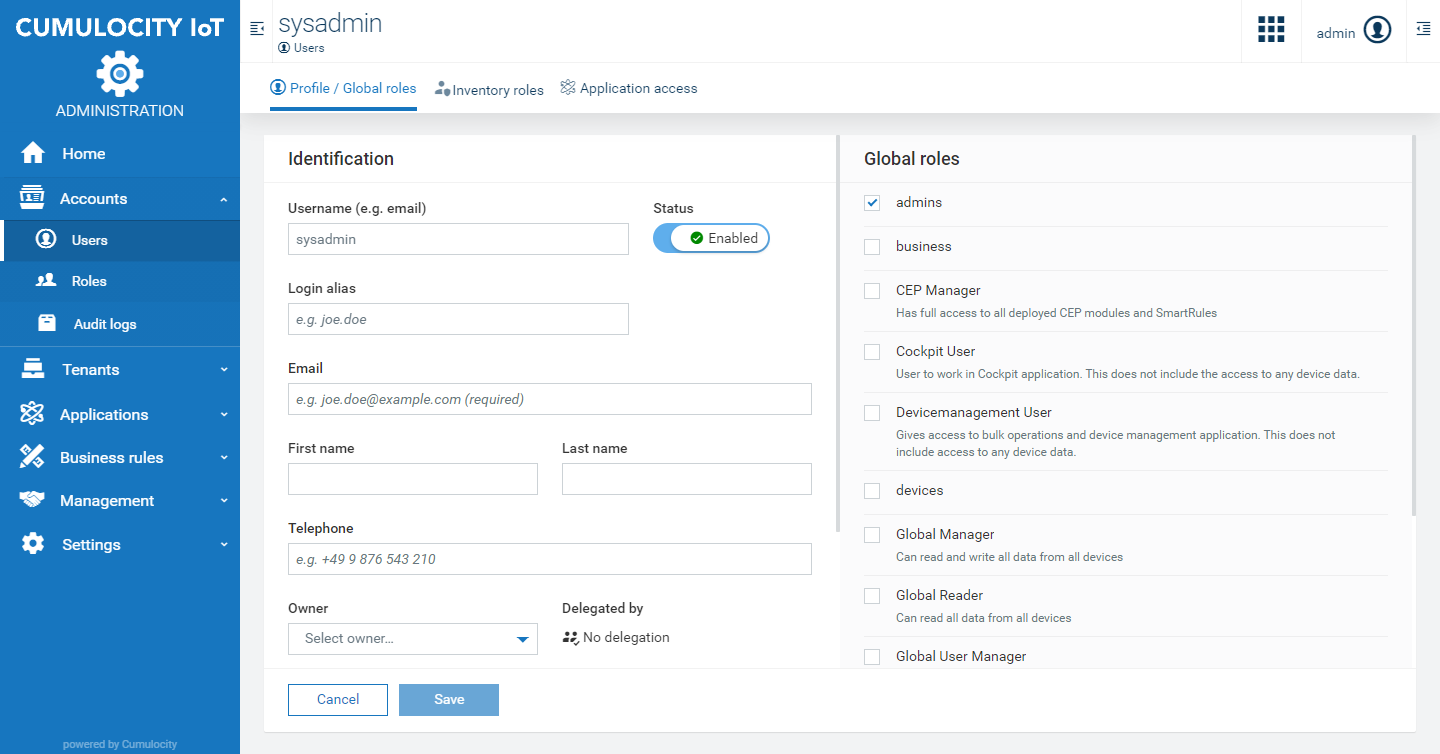 CUMULOCITY IoT
ADMINISTRATION
Home
Accounts
Users
Roles
Audit logs
Tenants
Applications
Business rules
Management
Settings
powered by Cumulocity
sysadmin
Users
admin
Profile / Global roles
Inventory roles
Application access
Identification
Username (e.g. email)
Status
sysadmin
Enabled
Login alias
e.g. joe.doe
Email
e.g. joe.doe@example.com (required)
First name
Last name
Telephone
e.g. +49 9 876 543 210
Owner
Delegated by
Select owner...
No delegation
Cancel
Save
Global roles
admins
business
CEP Manager
Has full access to all deployed CEP modules and SmartRules
Cockpit User
User to work in Cockpit application. This does not include the access to any device data.
Devicemanagement User
Gives access to bulk operations and device management application. This does not
include access to any device data.
devices
Global Manager
Can read and write all data from all devices
Global Reader
Can read all data from all devices
Global User Manager